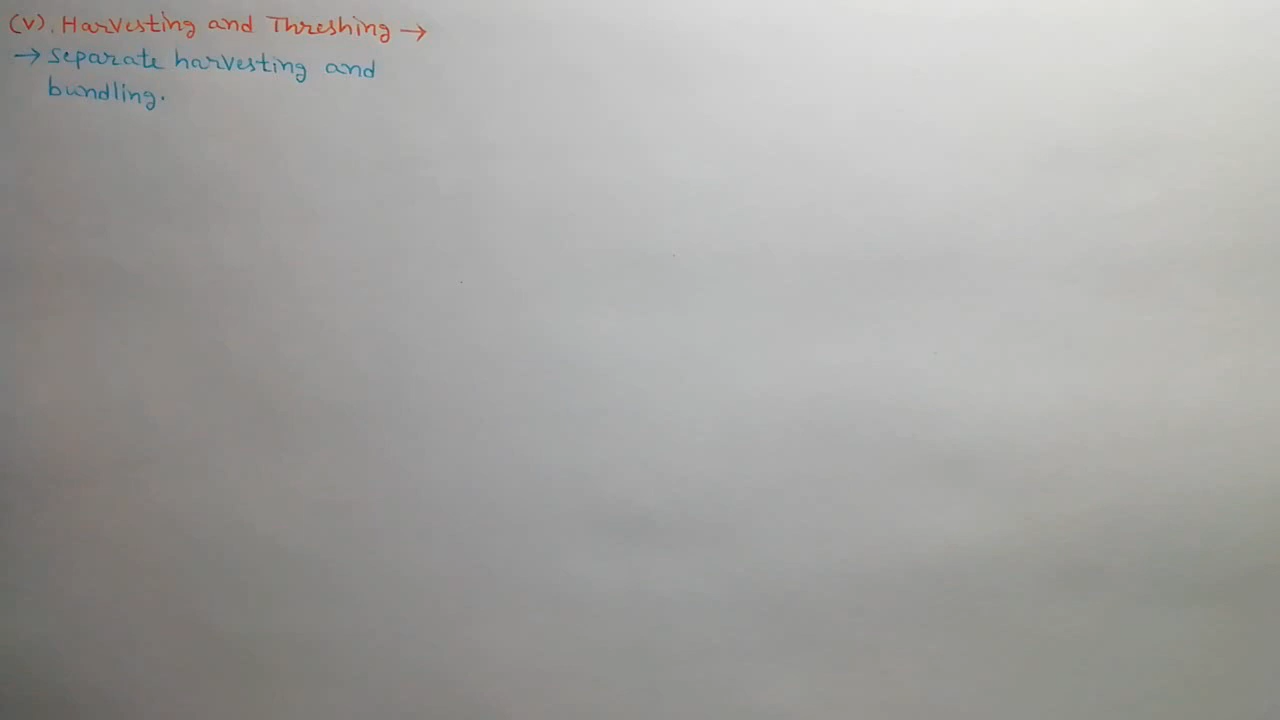 (V). Harvesting and Threshing →
→ Separate harvesting and
bundling.